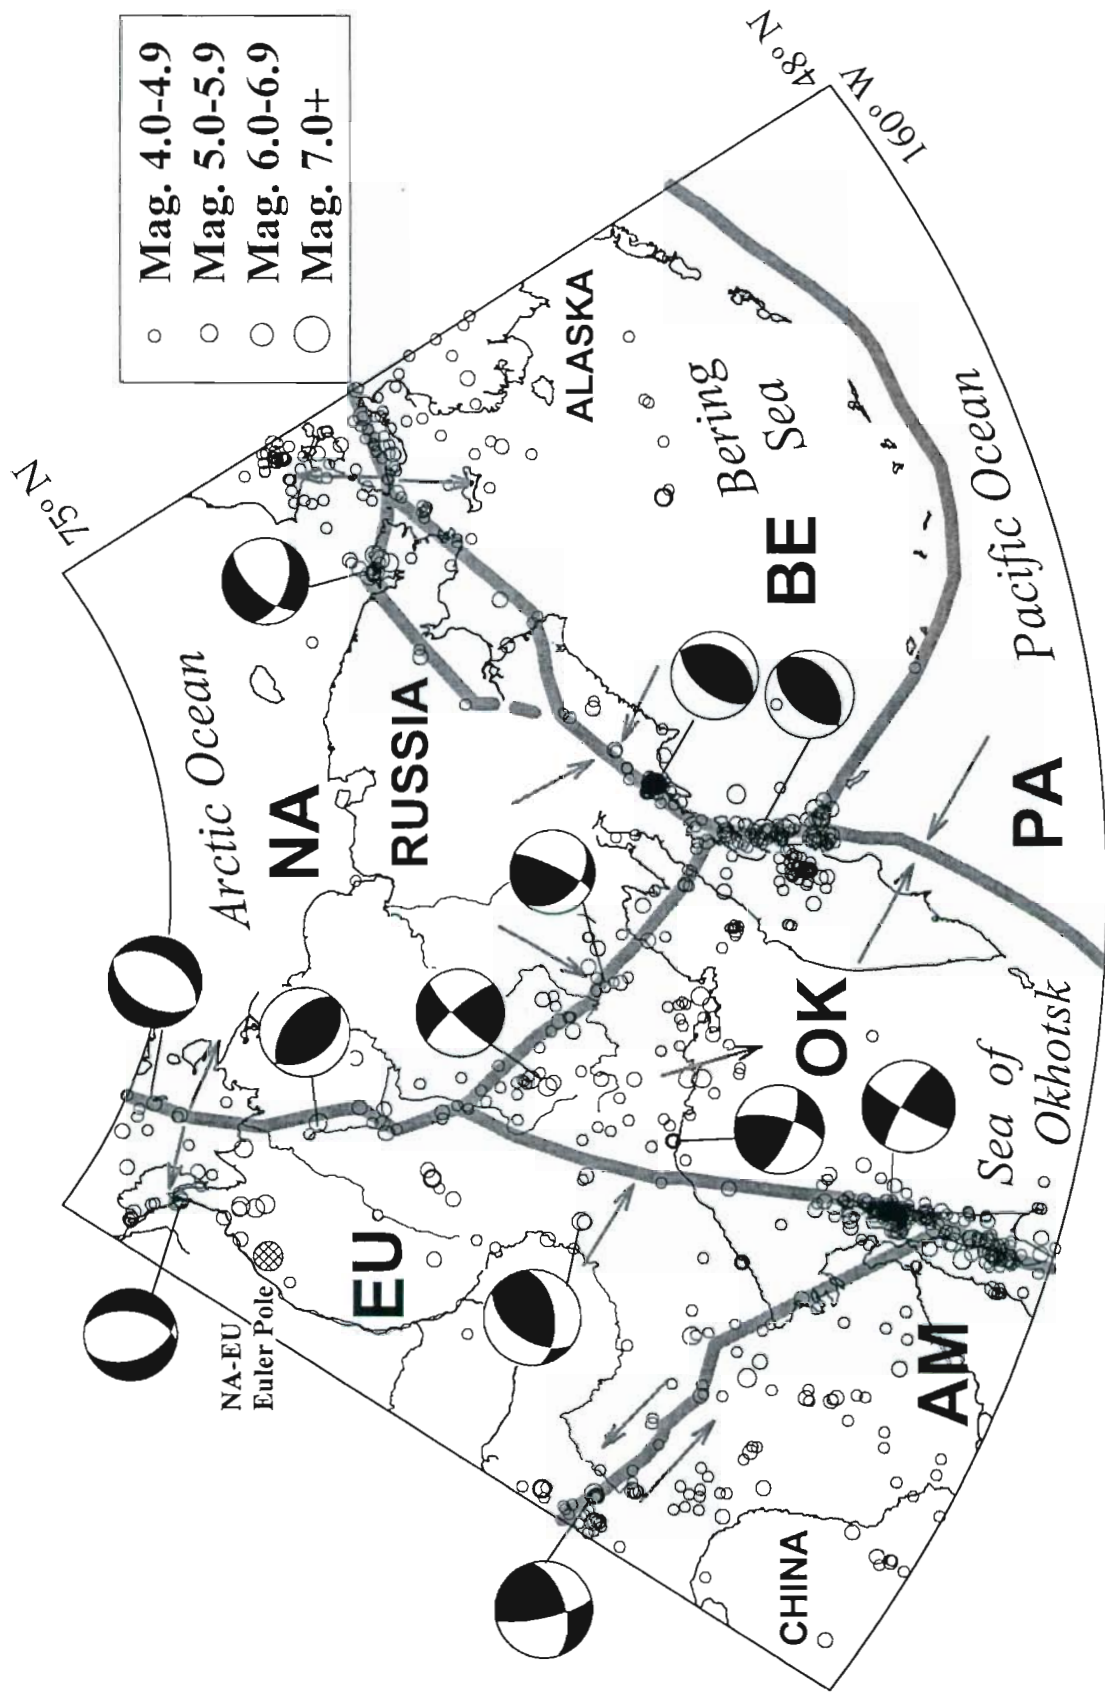 Mag. 4.0-4.9
Mag. 5.0-5.9
Mag. 6.0-6.9
Mag. 7.0+
75° N
48° N
160° W
Arctic Ocean
NA
RUSSIA
ALASKA
Bering
Sea
BE
Pacific Ocean
PA
EU
NA-EU
Euler Pole
OK
Sea of
Okhotsk
AM
CHINA